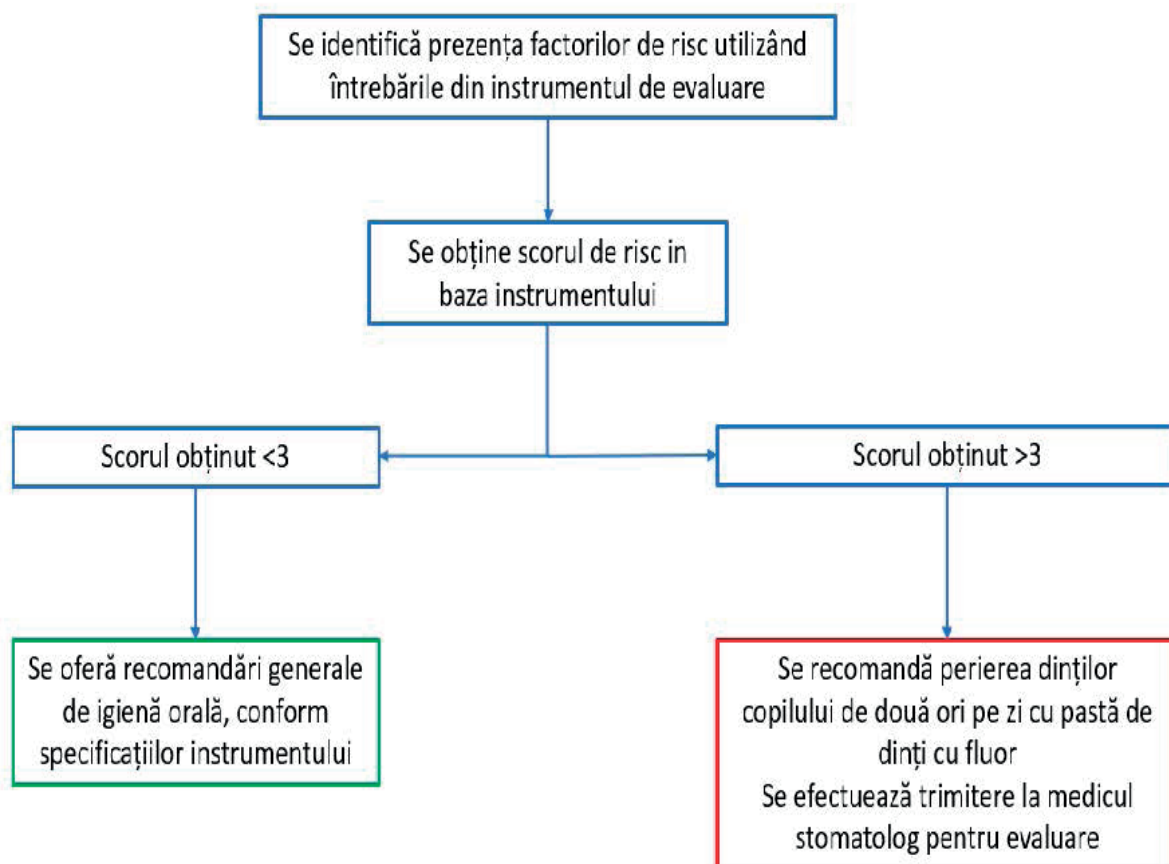 Se identifică prezența factorilor de risc utilizând
întrebările din instrumentul de evaluare
Se obține scorul de risc in
baza instrumentului
Scorul obținut <3
Scorul obținut >3
Se oferă recomandări generale
de igienă orală, conform
specificațiilor instrumentului
Se recomandă perierea dinților
copilului de două ori pe zi cu pastă de
dinți cu fluor
Se efectuează trimitere la medicul
stomatolog pentru evaluare